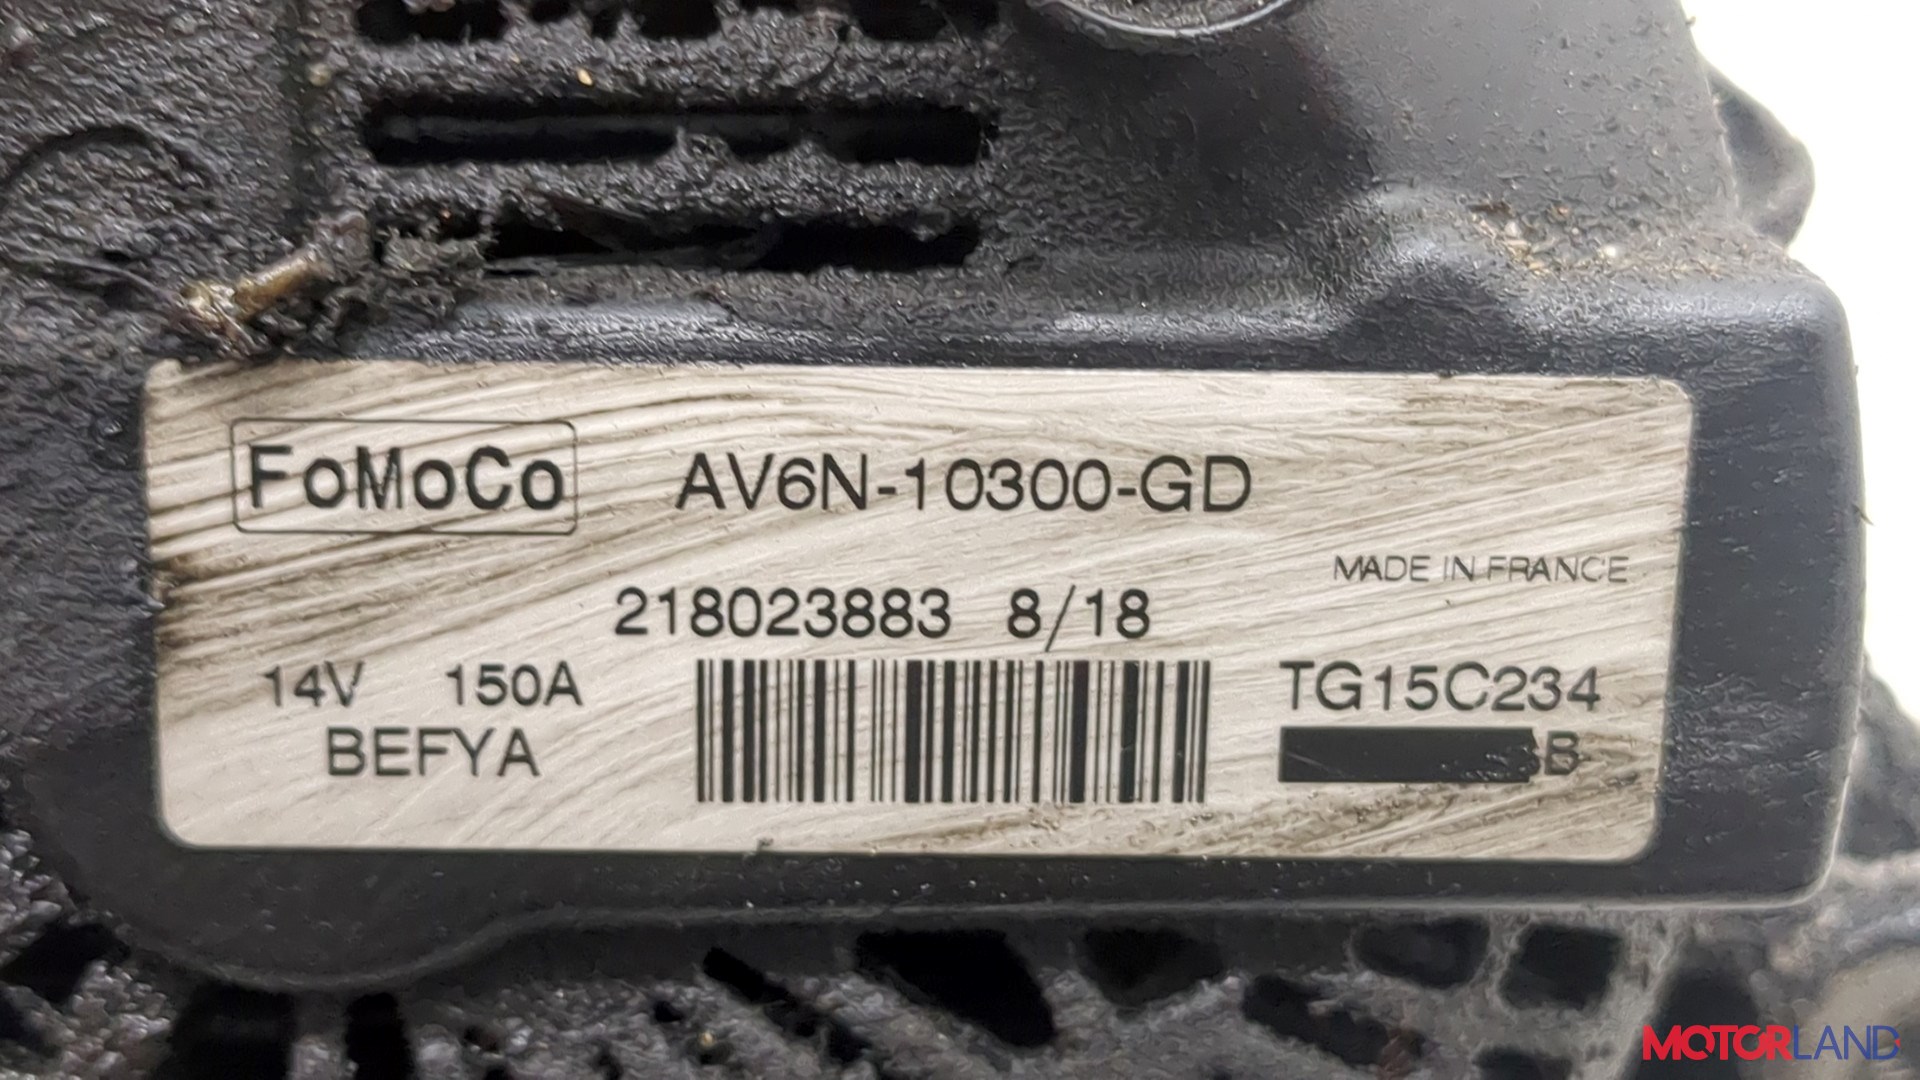 FoMoCo AV6N-10300-GD
MADE IN FRANCE
218023883 8/18
14V 150A
BEFYA
TG15C234
MOTORLAND